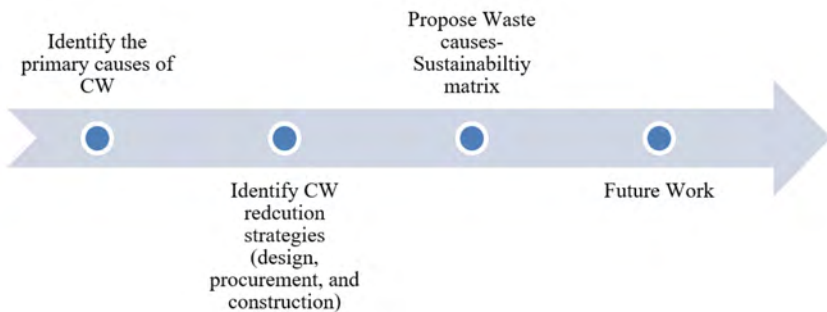 Identify the
primary causes of
CW
Identify CW
redcution
strategies
(design,
procurement, and
construction)
Propose Waste
causes-
Sustainabiltiy
matrix
Future Work